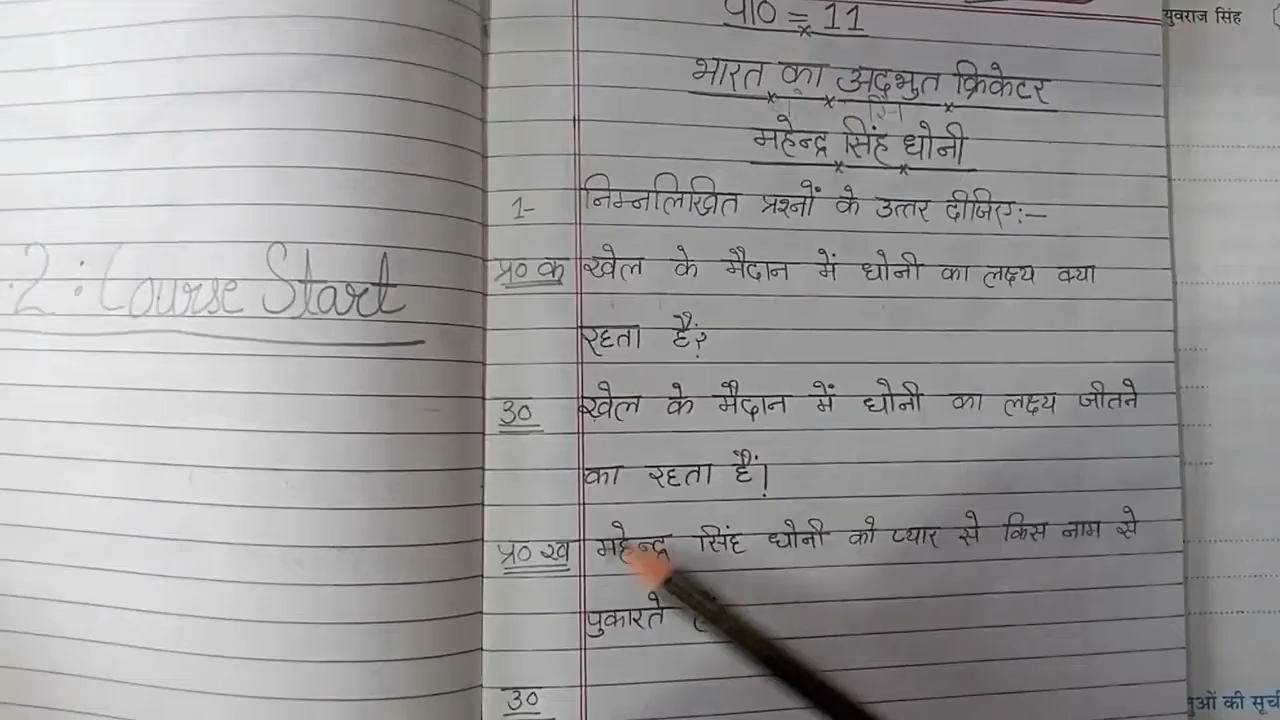 पा0 = 11
युवराज सिंह
भारत का अद्भुत क्रिकेटर
महेन्द्र सिंह धोनी
1- निम्नलिखित प्रश्नों के उत्तर दीजिए:-
प्र० क खेल के मैदान में धोनी का लक्ष्य क्या
रहता हैं?
उ० खेल के मैदान में धोनी का लक्ष्य जीतने
का रहता हैं।
प्र० ख महेन्द्र सिंह धोनी को प्यार से किस नाम से
पुकारते
उ०
2: Course Start
की सूची